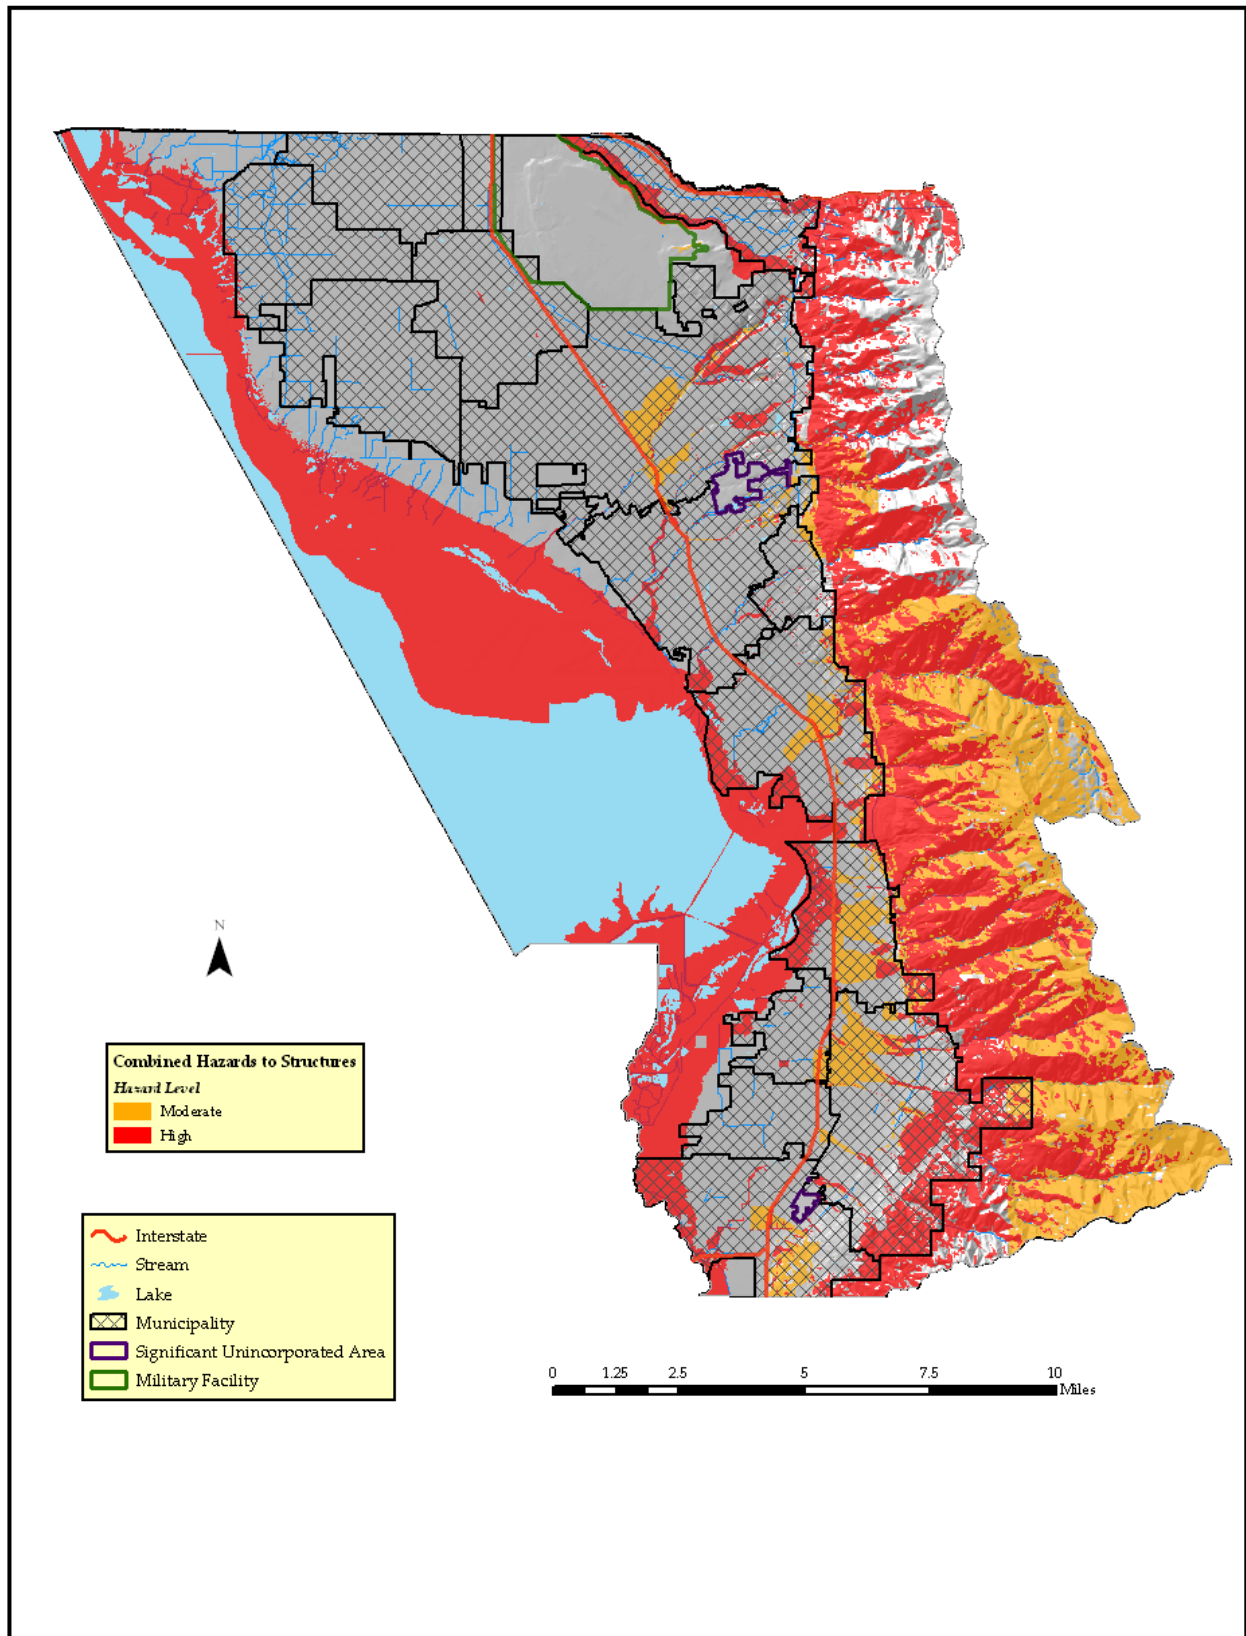 N
Combined Hazards to Structures
Hazard Level
Moderate
High
Interstate
Stream
Lake
Municipality
Significant Unincorporated Area
Military Facility
0 1.25 2.5 5 7.5 10
Miles